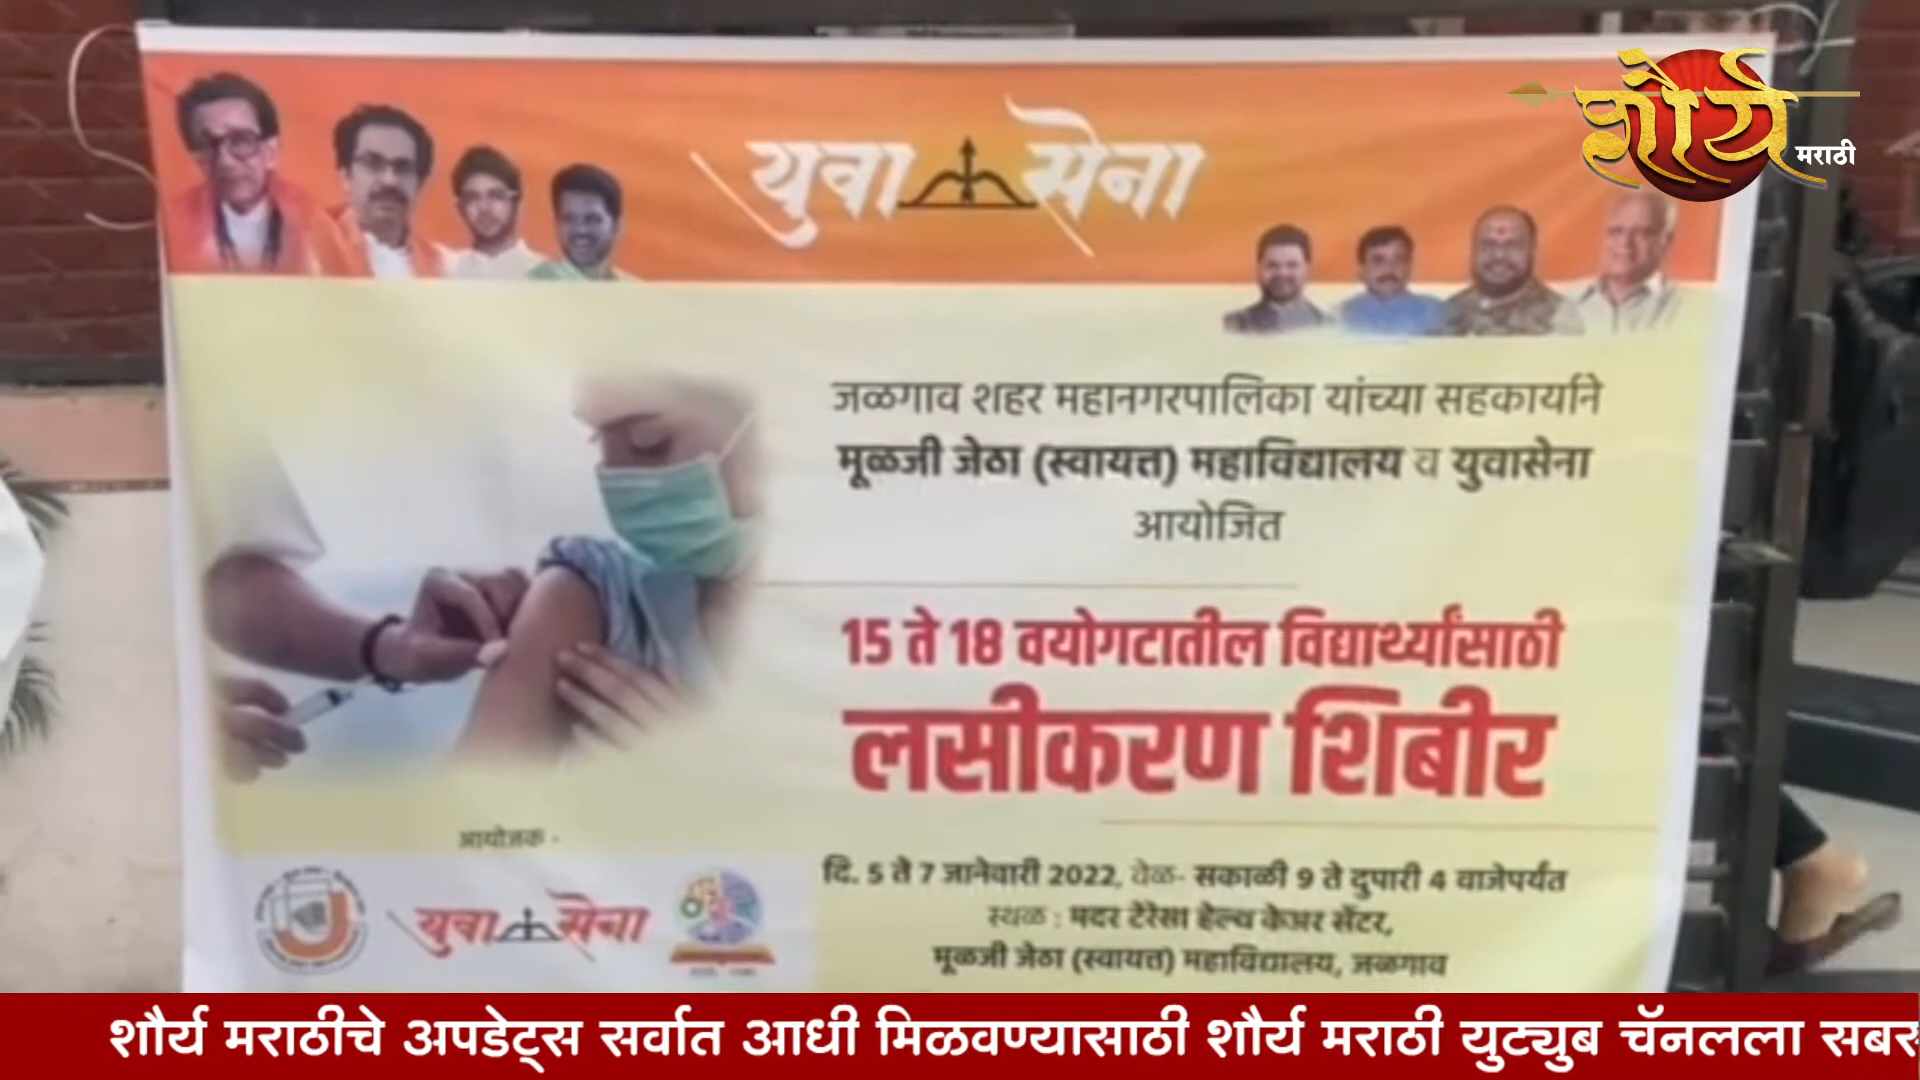 शौर्य
मराठी
युवा सेना
जळगाव शहर महानगरपालिका यांच्या सहकार्याने
मूळजी जेठा (स्वायत्त) महाविद्यालय व युवासेना
आयोजित
15 ते 18 वयोगटातील विद्यार्थ्यांसाठी
लसीकरण शिबीर
आयोजक -
युवा सेना
दि. 5 ते 7 जानेवारी 2022, वेळ- सकाळी 9 ते दुपारी 4 वाजेपर्यंत
स्थळ : मदर टेरेसा हेल्थ केअर सेंटर,
मूळजी जेठा (स्वायत्त) महाविद्यालय, जळगाव
शौर्य मराठीचे अपडेट्स सर्वात आधी मिळवण्यासाठी शौर्य मराठी युट्युब चॅनलला सबस